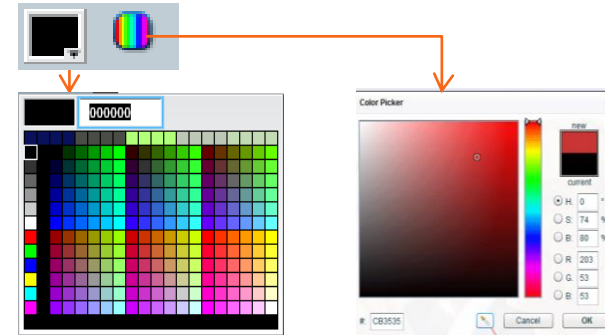 000000
Color Picker
new
current
H: 0 °
S: 74 %
B: 80 %
R: 203
G: 53
B: 53
#: CB3535
Cancel
OK